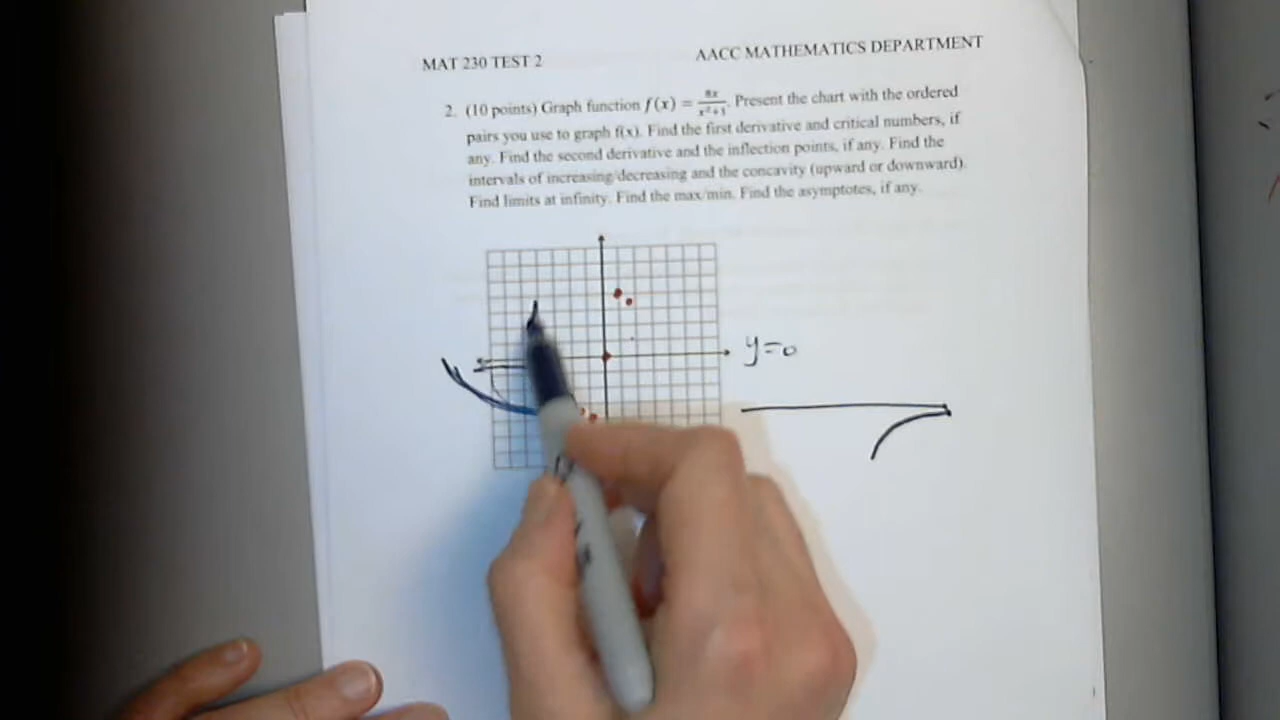 MAT 230 TEST 2
AACC MATHEMATICS DEPARTMENT
2. (10 points) Graph function f(x) = 8x/x²+1. Present the chart with the ordered
pairs you use to graph f(x). Find the first derivative and critical numbers, if
any. Find the second derivative and the inflection points, if any. Find the
intervals of increasing/decreasing and the concavity (upward or downward).
Find limits at infinity. Find the max/min. Find the asymptotes, if any.
y=0